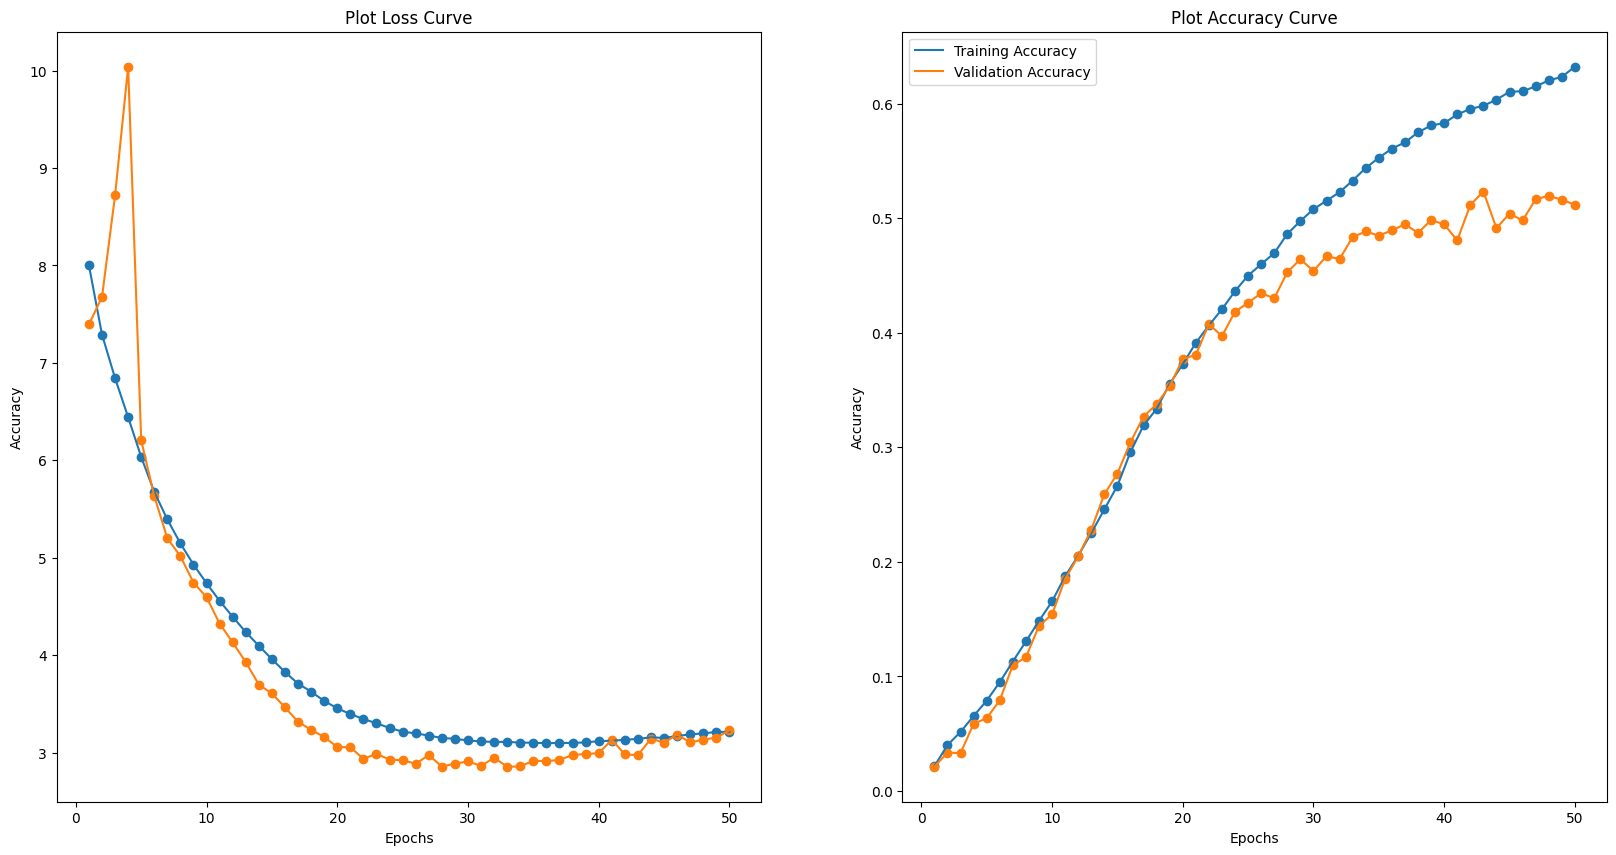 Plot Loss Curve
10
9
8
7
6
5
4
3
Accuracy
0 10 20 30 40 50
Epochs
Plot Accuracy Curve
Training Accuracy
Validation Accuracy
0.6
0.5
0.4
0.3
0.2
0.1
0.0
Accuracy
0 10 20 30 40 50
Epochs